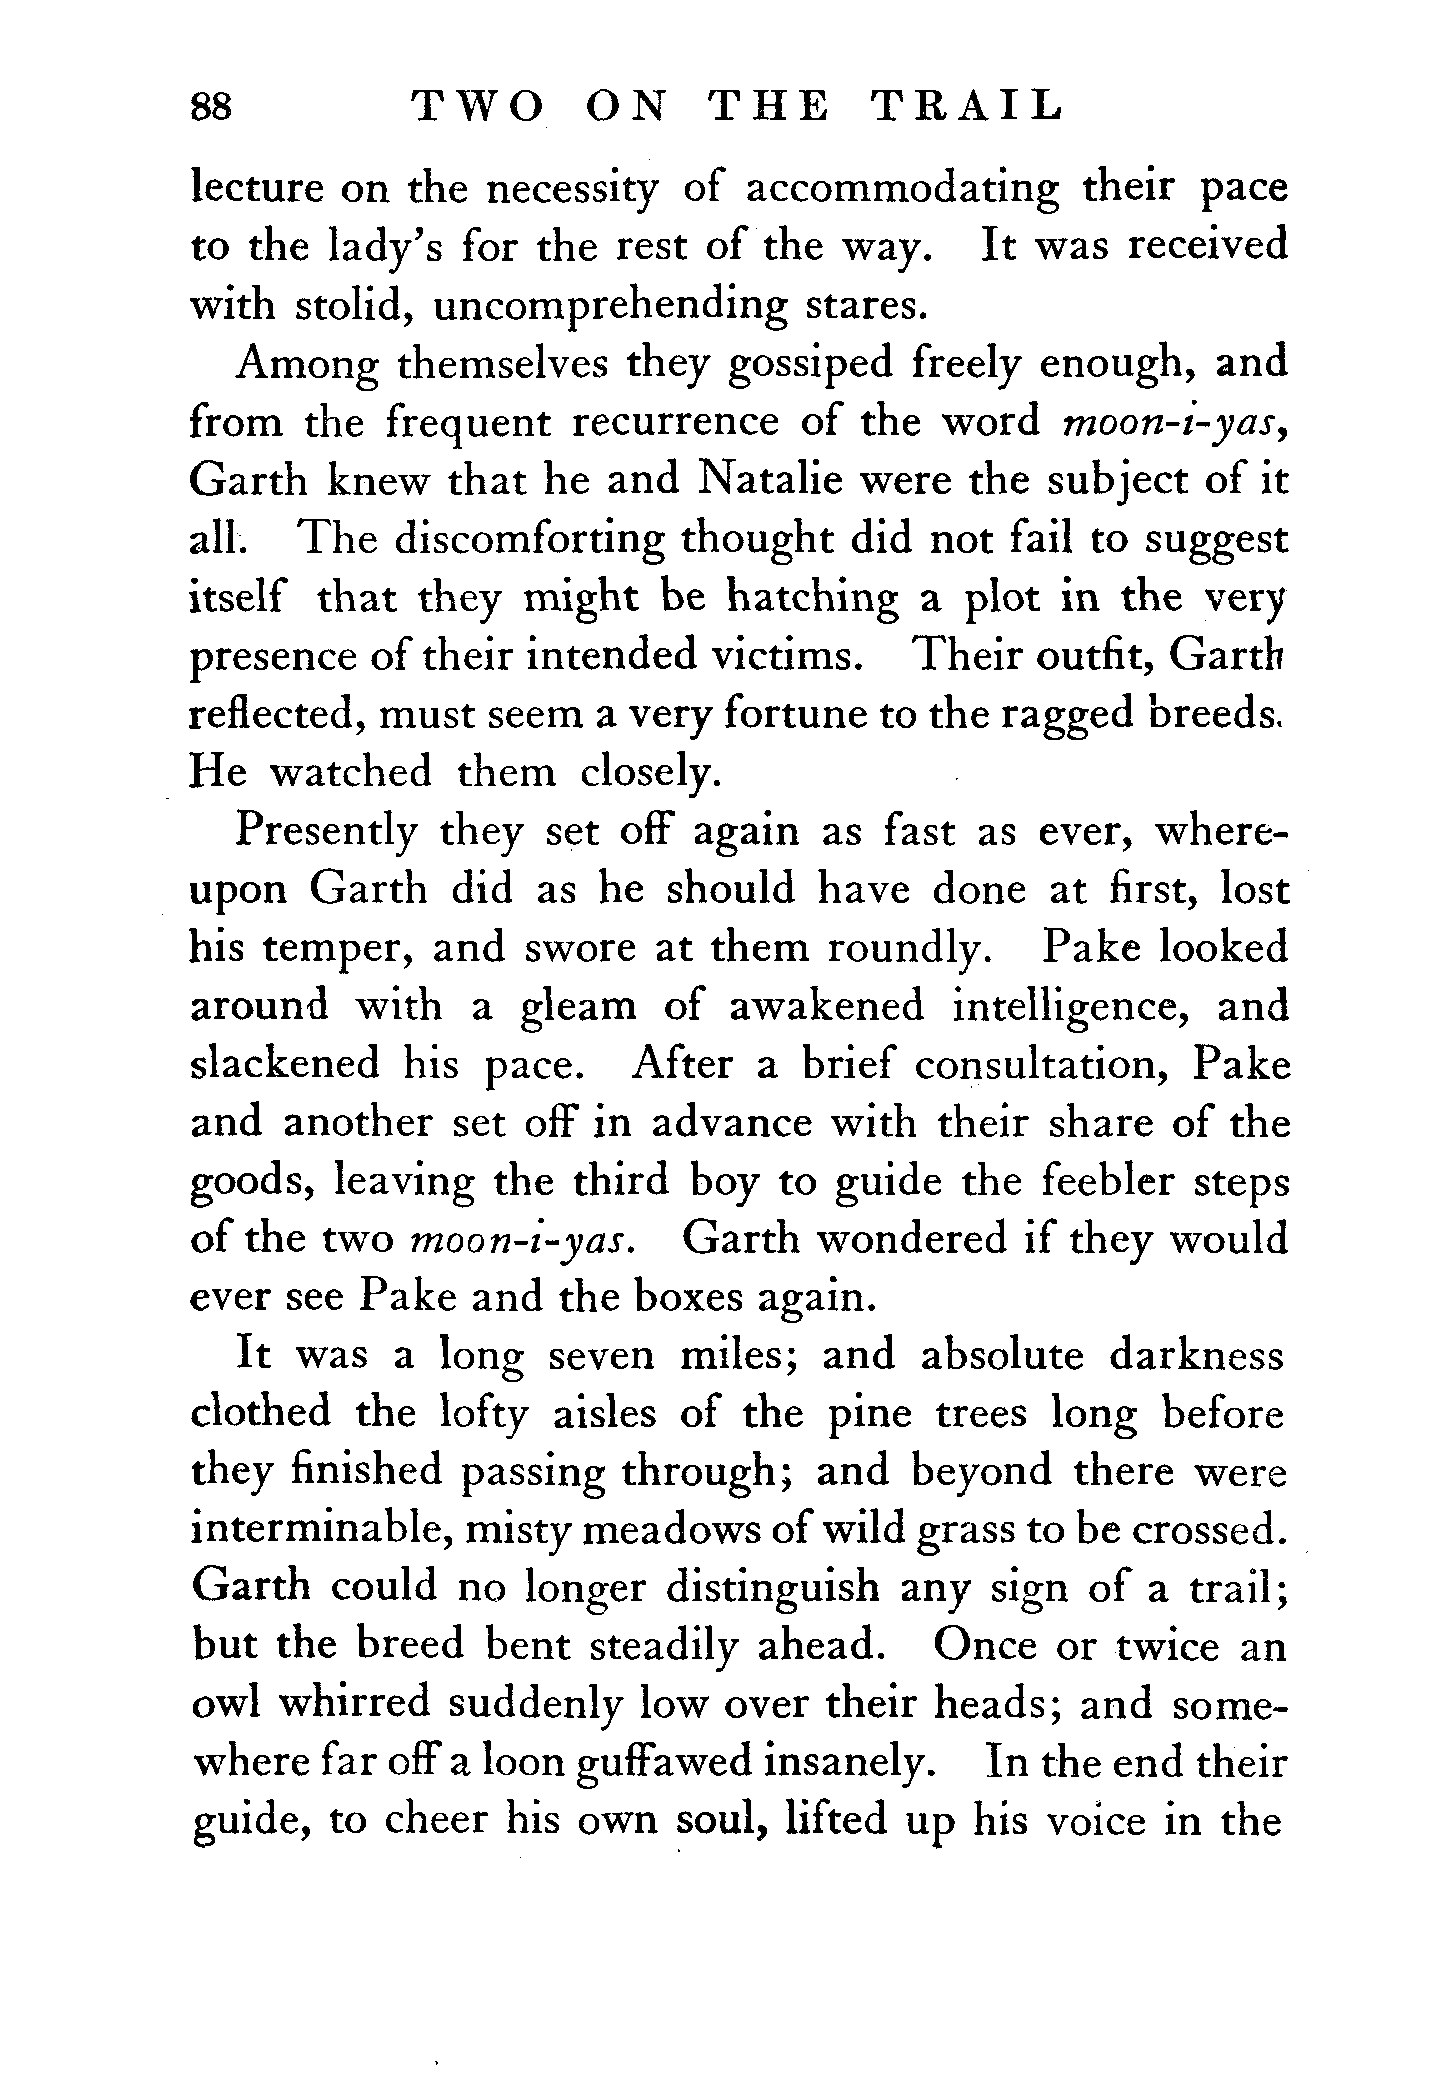 88 TWO ON THE TRAIL
lecture on the necessity of accommodating their pace
to the lady's for the rest of the way. It was received
with stolid, uncomprehending stares.
Among themselves they gossiped freely enough, and
from the frequent recurrence of the word moon-i-yas,
Garth knew that he and Natalie were the subject of it
all. The discomforting thought did not fail to suggest
itself that they might be hatching a plot in the very
presence of their intended victims. Their outfit, Garth
reflected, must seem a very fortune to the ragged breeds.
He watched them closely.
Presently they set off again as fast as ever, where-
upon Garth did as he should have done at first, lost
his temper, and swore at them roundly. Pake looked
around with a gleam of awakened intelligence, and
slackened his pace. After a brief consultation, Pake
and another set off in advance with their share of the
goods, leaving the third boy to guide the feebler steps
of the two moon-i-yas. Garth wondered if they would
ever see Pake and the boxes again.
It was a long seven miles; and absolute darkness
clothed the lofty aisles of the pine trees long before
they finished passing through; and beyond there were
interminable, misty meadows of wild grass to be crossed.
Garth could no longer distinguish any sign of a trail;
but the breed bent steadily ahead. Once or twice an
owl whirred suddenly low over their heads; and some-
where far off a loon guffawed insanely. In the end their
guide, to cheer his own soul, lifted up his voice in the